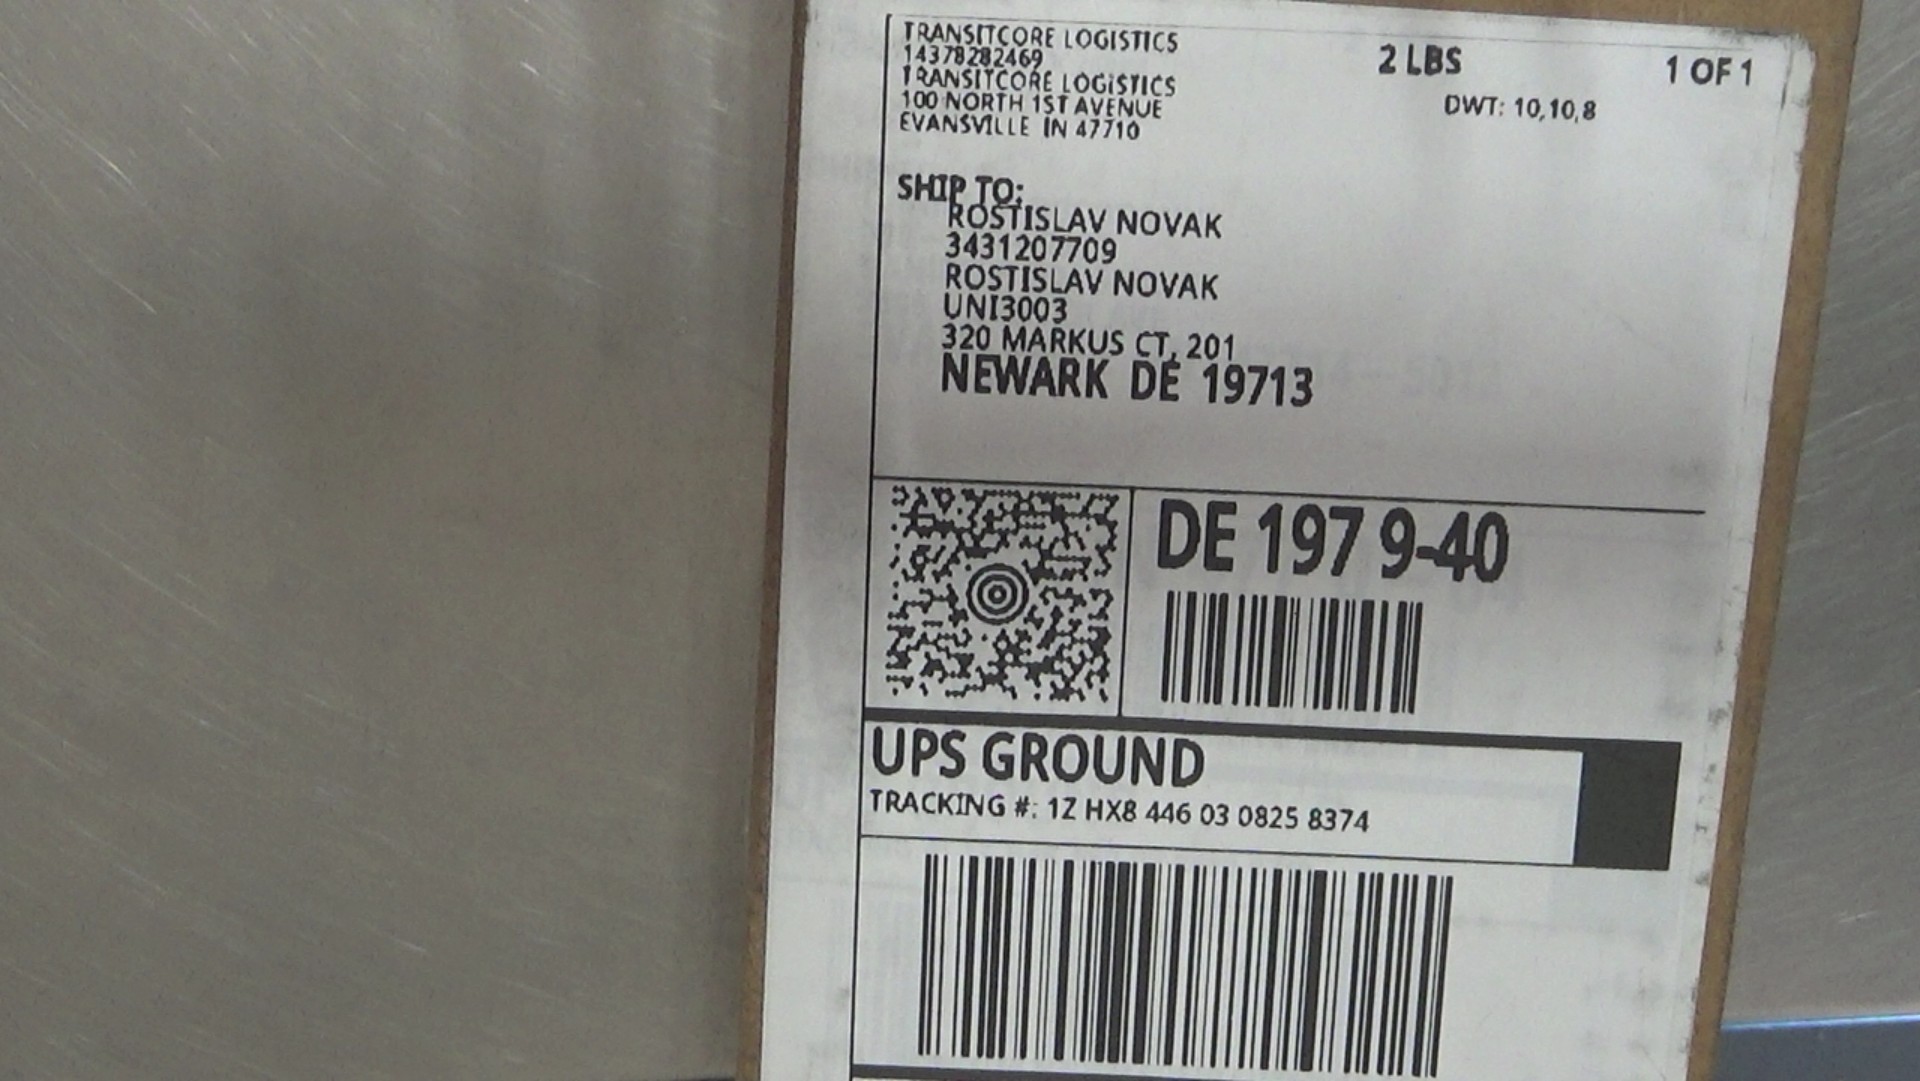 TRANSITCORE LOGISTICS
14378282469
TRANSITCORE LOGISTICS
100 NORTH 1ST AVENUE
EVANSVILLE IN 47710
2 LBS
1 OF 1
DWT: 10,10,8
SHIP TO:
ROSTISLAV NOVAK
3431207709
ROSTISLAV NOVAK
UNI3003
320 MARKUS CT, 201
NEWARK DE 19713
DE 197 9-40
UPS GROUND
TRACKING #: 1Z HX8 446 03 0825 8374